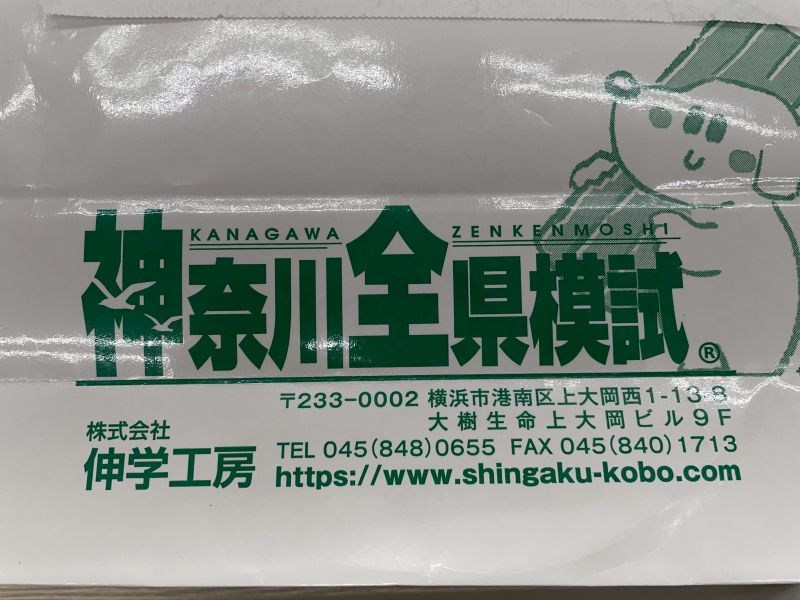 KANAGAWA ZENKENMOSHI
神奈川全県模試®
〒233-0002 横浜市港南区上大岡西1-13-8
大樹生命上大岡ビル9F
株式会社
伸学工房
TEL 045(848)0655 FAX 045(840)1713
https://www.shingaku-kobo.com